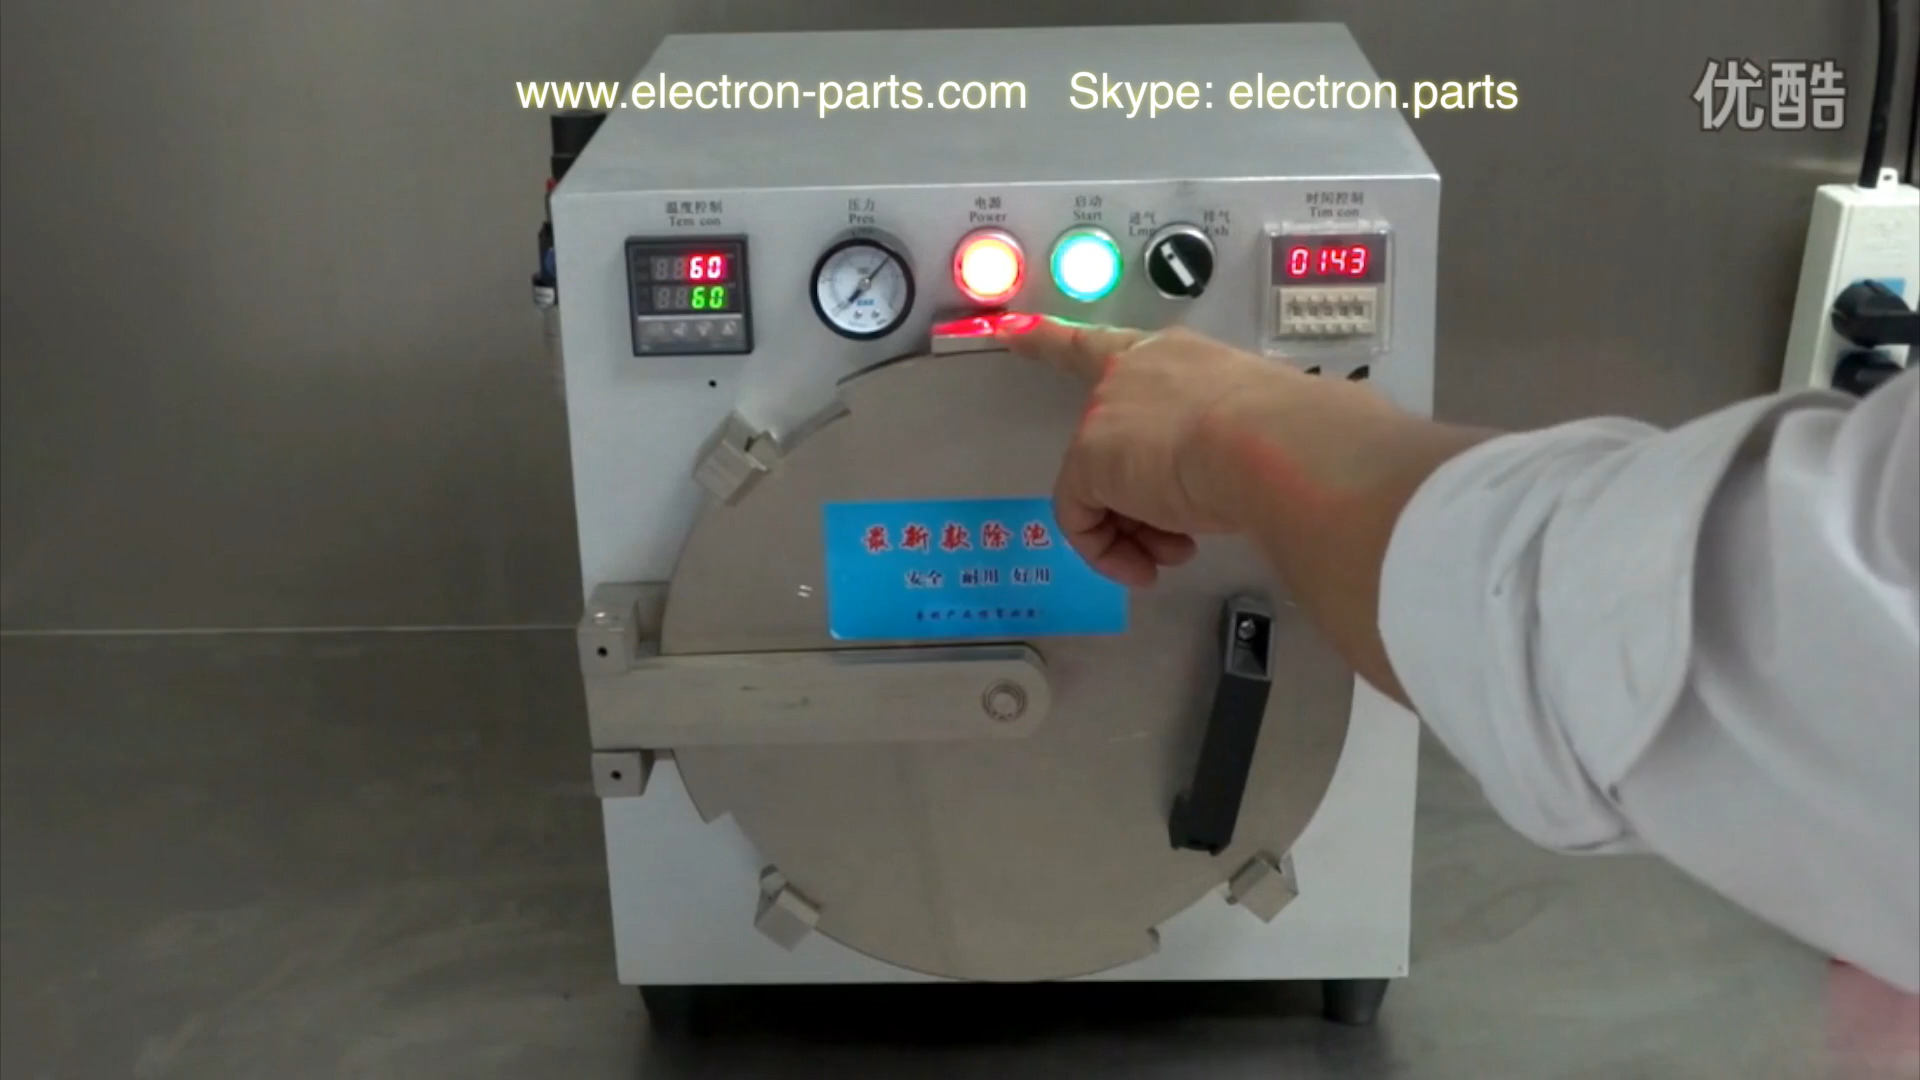 www.electron-parts.com Skype: electron.parts
优酷
温度控制
Tem con
压力
Pres
电源
Power
启动
Start
进气
排气
时间控制
Tim con
60
60
0143
最新款除泡
安全 耐用 好用